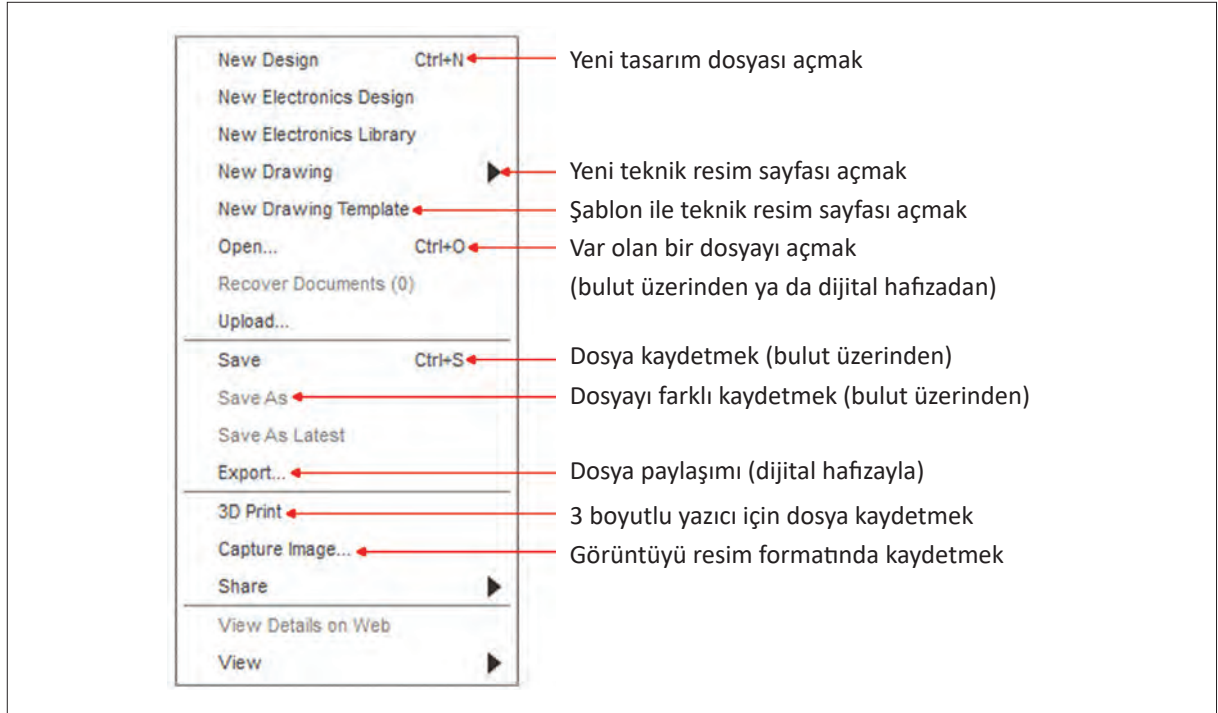 New Design Ctrl+N Yeni tasarım dosyası açmak
New Electronics Design
New Electronics Library
New Drawing Yeni teknik resim sayfası açmak
New Drawing Template Şablon ile teknik resim sayfası açmak
Open... Ctrl+O Var olan bir dosyayı açmak
Recover Documents (0) (bulut üzerinden ya da dijital hafızadan)
Upload...
Save Ctrl+S Dosya kaydetmek (bulut üzerinden)
Save As Dosyayı farklı kaydetmek (bulut üzerinden)
Save As Latest
Export... Dosya paylaşımı (dijital hafızayla)
3D Print 3 boyutlu yazıcı için dosya kaydetmek
Capture Image... Görüntüyü resim formatında kaydetmek
Share
View Details on Web
View